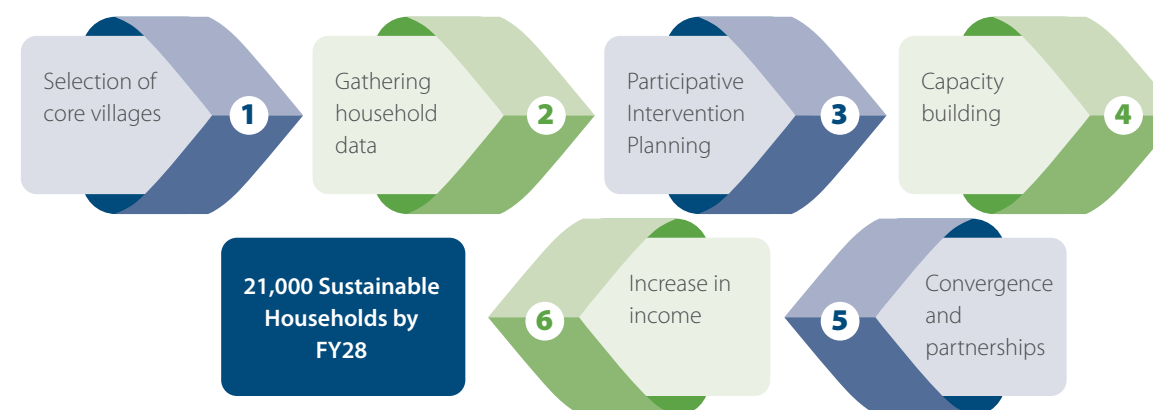 Selection of
core villages
1
Gathering
household
data
2
Participative
Intervention
Planning
3
Capacity
building
4
Convergence
and
partnerships
5
Increase in
income
6
21,000 Sustainable
Households by
FY28